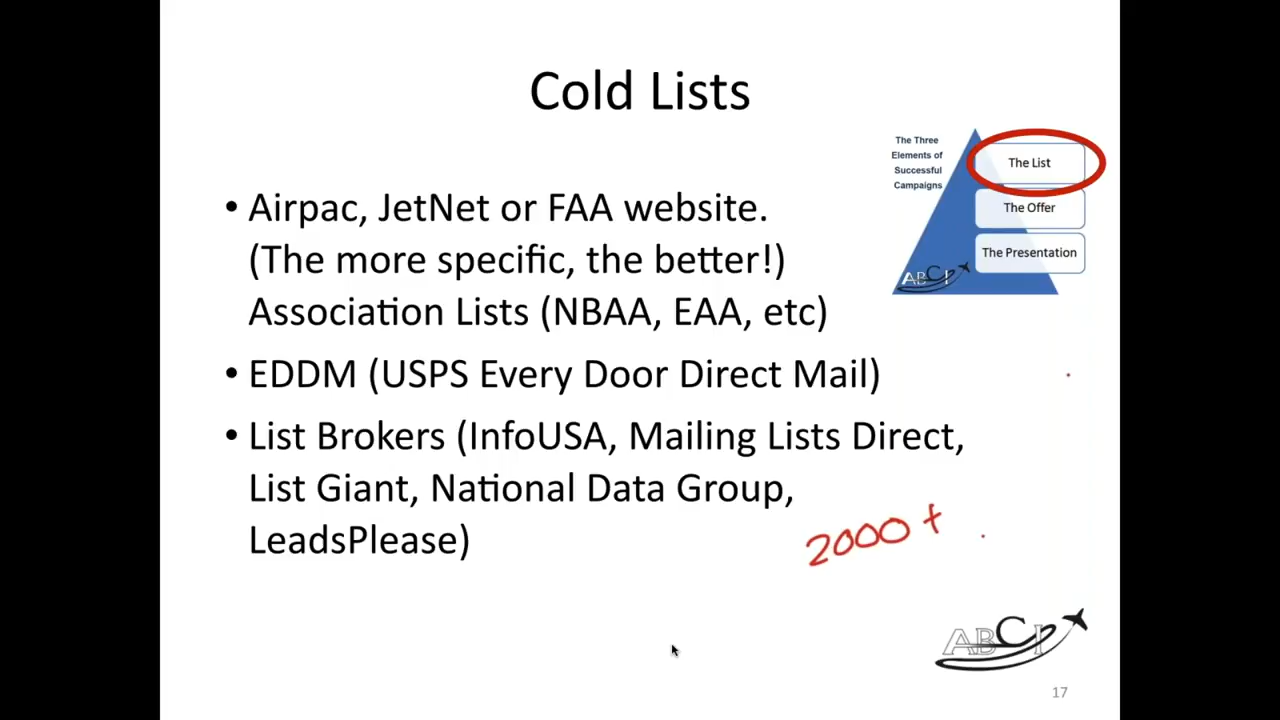 Cold Lists
The Three
Elements of
Successful
Campaigns
The List
The Offer
The Presentation
ABCI
• Airpac, JetNet or FAA website.
(The more specific, the better!)
Association Lists (NBAA, EAA, etc)
• EDDM (USPS Every Door Direct Mail)
• List Brokers (InfoUSA, Mailing Lists Direct,
List Giant, National Data Group,
LeadsPlease)
2000 +
ABCI
17